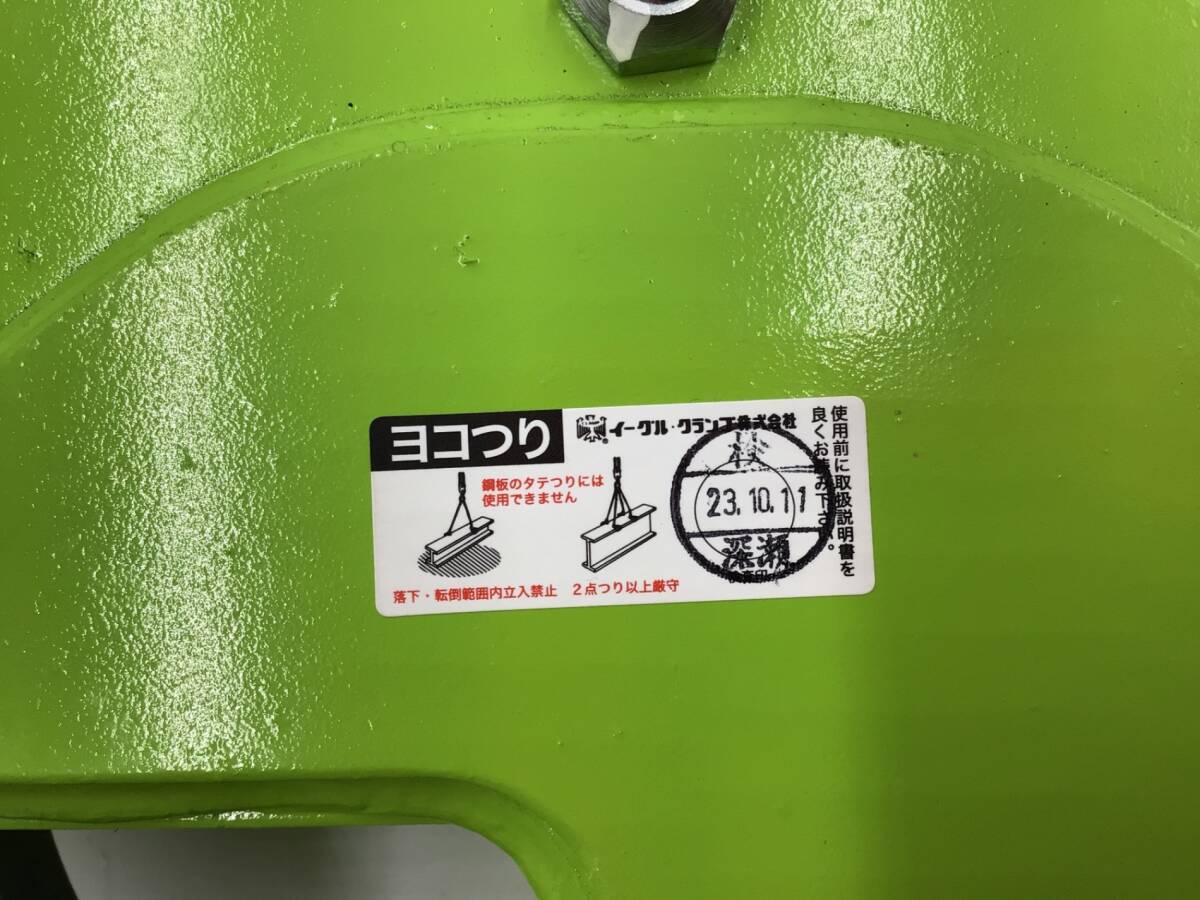 ヨコつり
イーグル・クランプ株式会社
鋼板のタテつりには
使用できません
落下・転倒範囲内立入禁止 2点つり以上厳守
検
23.10.11
深瀬
使用前に取扱説明書を
良くお読み下さい。